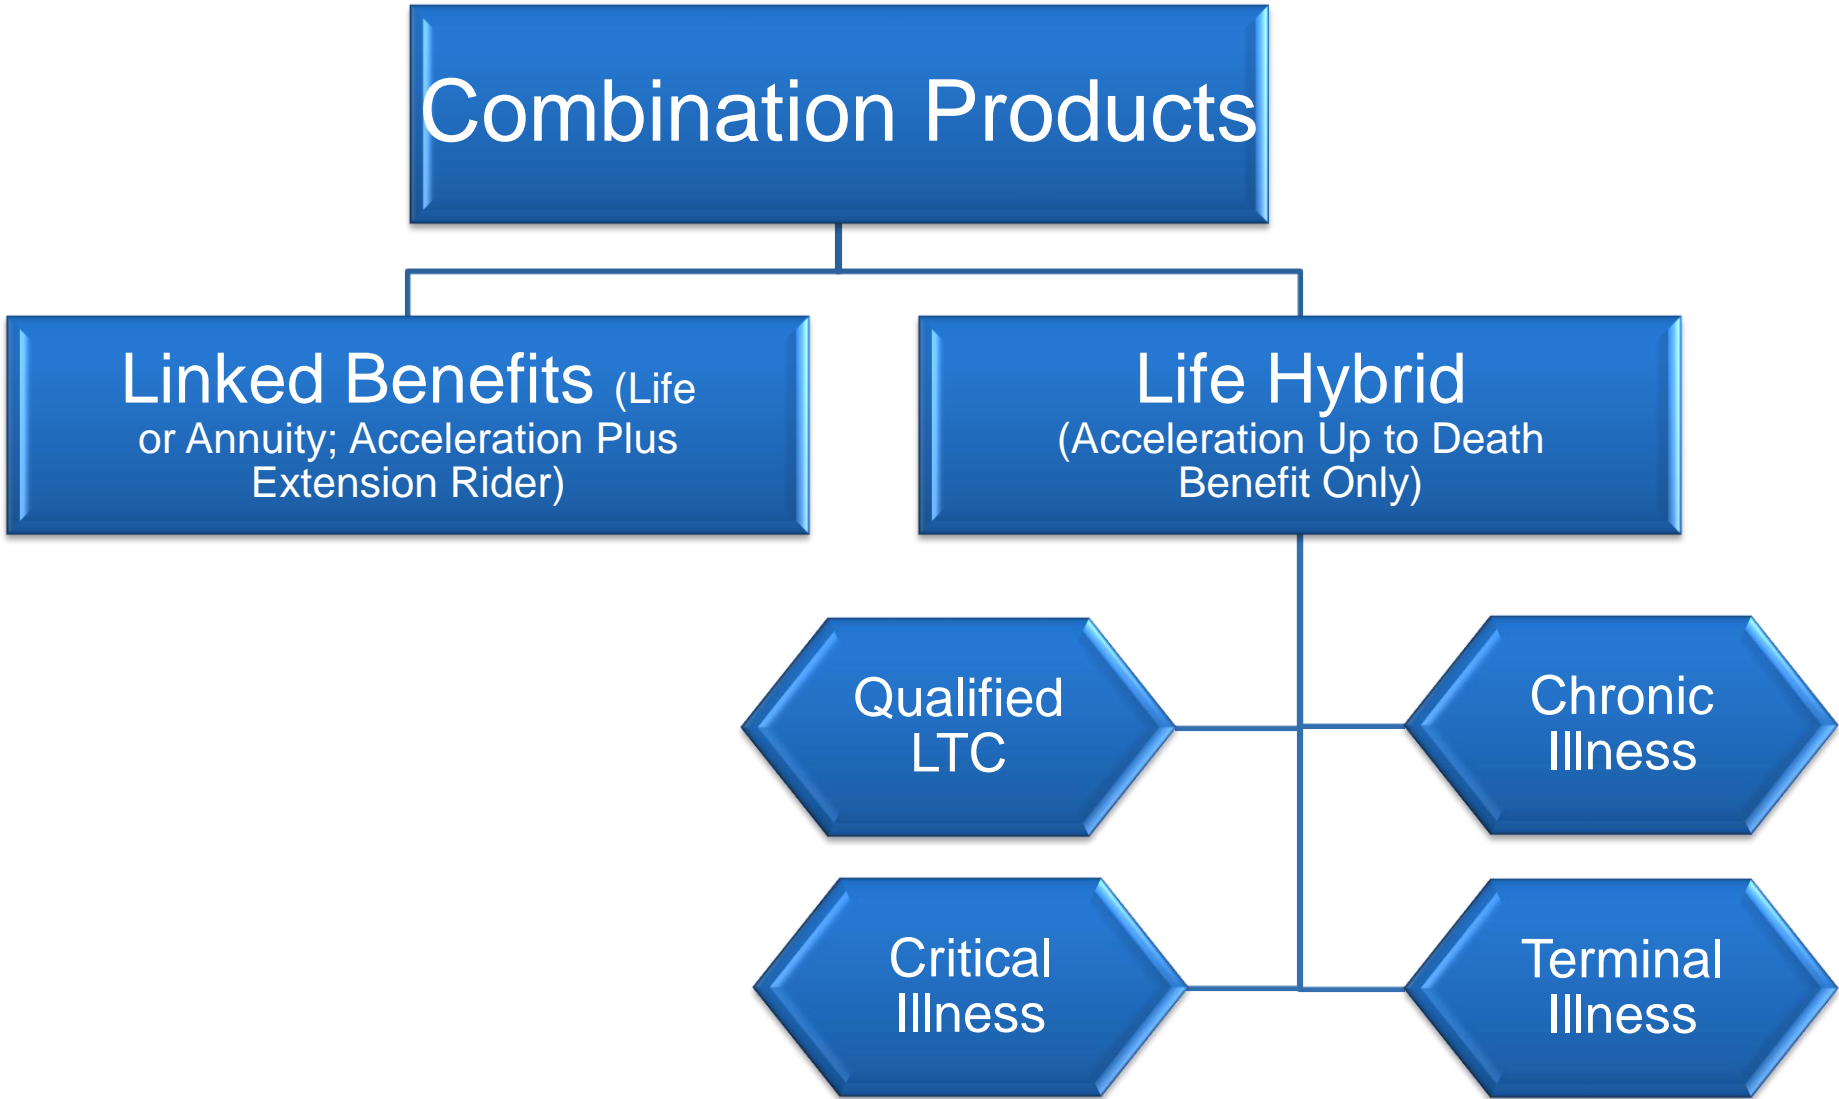 Combination Products
Linked Benefits (Life
or Annuity; Acceleration Plus
Extension Rider)
Life Hybrid
(Acceleration Up to Death
Benefit Only)
Qualified
LTC
Chronic
Illness
Critical
Illness
Terminal
Illness